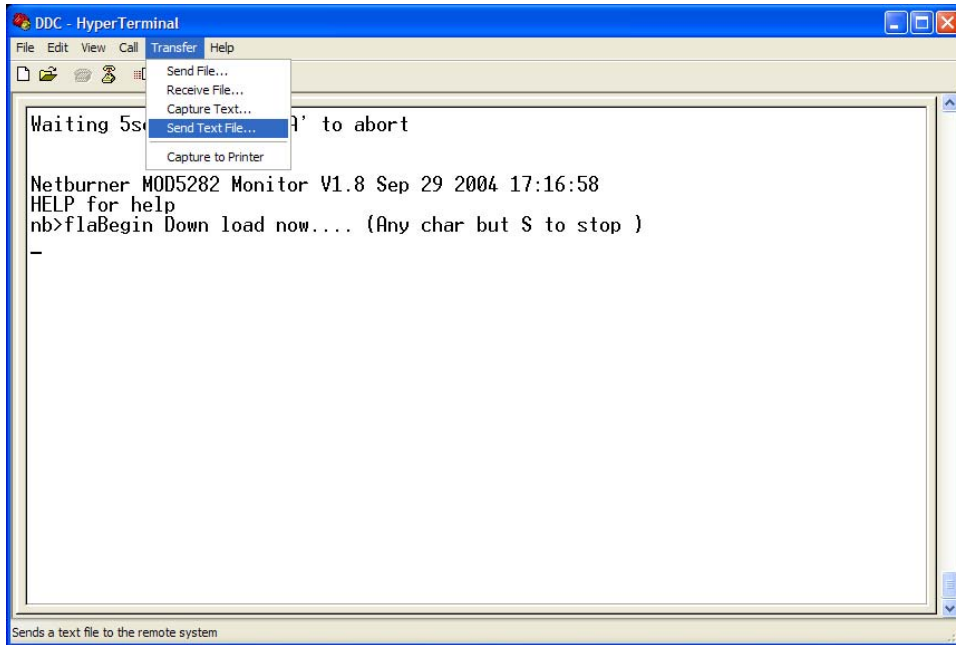 DDC - HyperTerminal
File Edit View Call Transfer Help
Send File...
Receive File...
Capture Text...
Send Text File...
Capture to Printer
Waiting A' to abort
Netburner MOD5282 Monitor V1.8 Sep 29 2004 17:16:58
HELP for help
nb>flaBegin Down load now.... (Any char but S to stop )
Sends a text file to the remote system